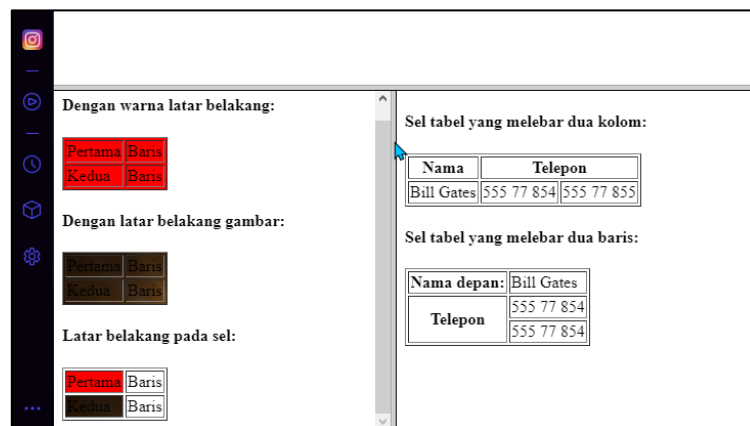 Dengan warna latar belakang:
Pertama Baris
Kedua Baris
Dengan latar belakang gambar:
Pertama Baris
Kedua Baris
Latar belakang pada sel:
Pertama Baris
Kedua Baris
Sel tabel yang melebar dua kolom:
Nama Telepon
Bill Gates 555 77 854 555 77 855
Sel tabel yang melebar dua baris:
Nama depan: Bill Gates
Telepon 555 77 854
555 77 854